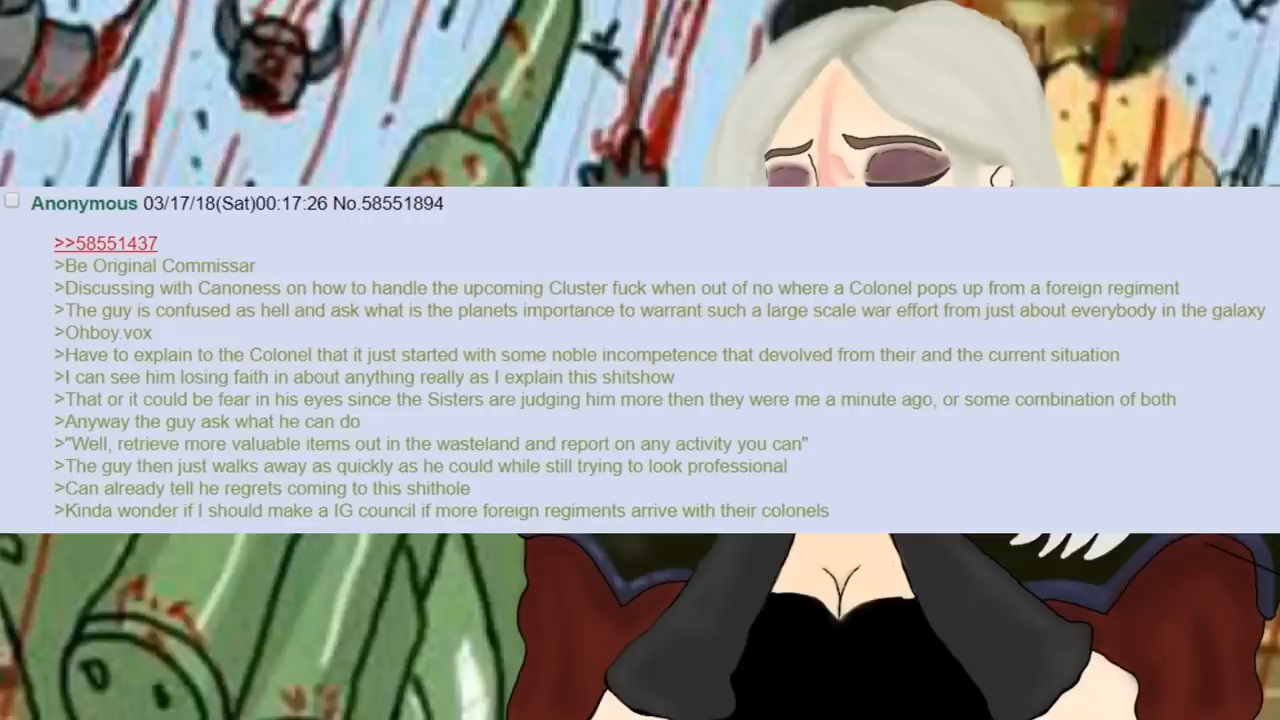 Anonymous 03/17/18(Sat)00:17:26 No.58551894
>>58551437
>Be Original Commissar
>Discussing with Canoness on how to handle the upcoming Cluster fuck when out of no where a Colonel pops up from a foreign regiment
>The guy is confused as hell and ask what is the planets importance to warrant such a large scale war effort from just about everybody in the galaxy
>Ohboy.vox
>Have to explain to the Colonel that it just started with some noble incompetence that devolved from their and the current situation
>I can see him losing faith in about anything really as I explain this shitshow
>That or it could be fear in his eyes since the Sisters are judging him more then they were me a minute ago, or some combination of both
>Anyway the guy ask what he can do
>"Well, retrieve more valuable items out in the wasteland and report on any activity you can"
>The guy then just walks away as quickly as he could while still trying to look professional
>Can already tell he regrets coming to this shithole
>Kinda wonder if I should make a IG council if more foreign regiments arrive with their colonels